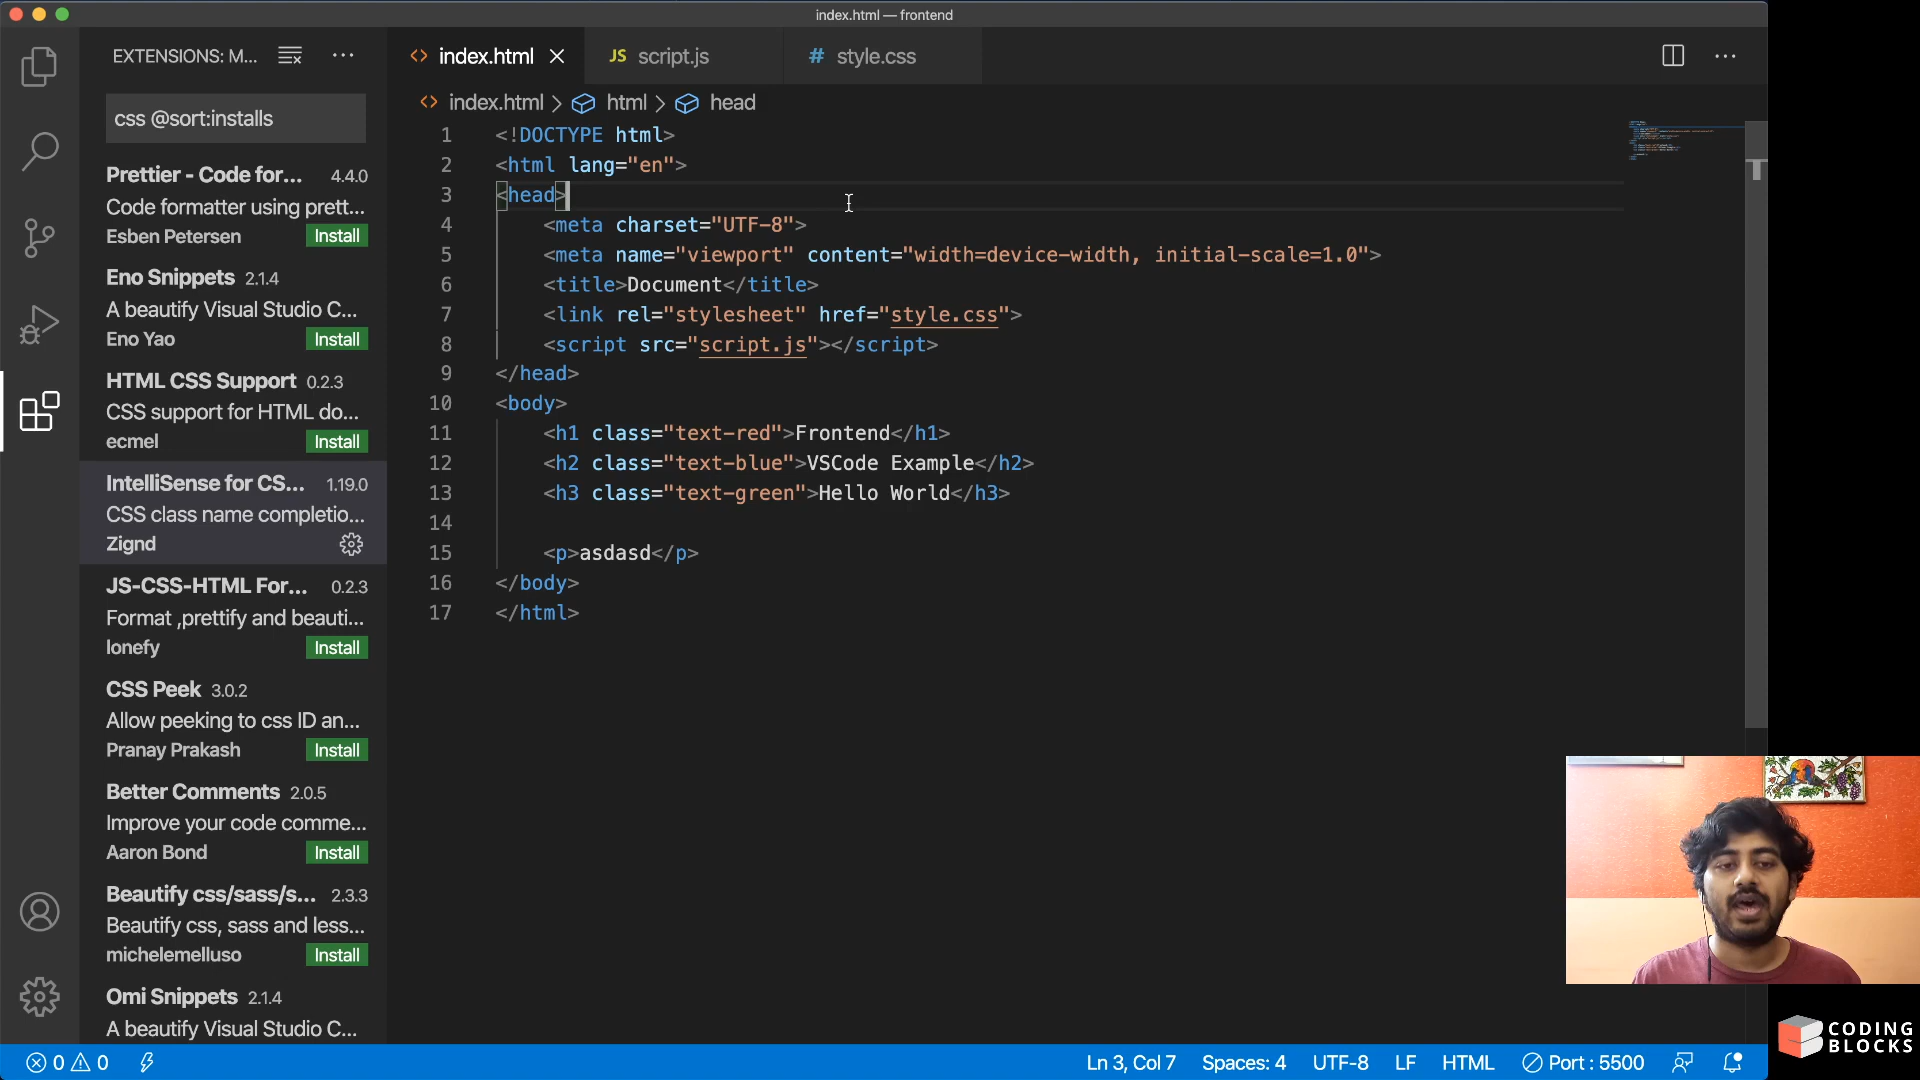 index.html — frontend
EXTENSIONS: M...
css @sort:installs
Prettier - Code for... 4.4.0
Code formatter using prett...
Esben Petersen Install
Eno Snippets 2.1.4
A beautify Visual Studio C...
Eno Yao Install
HTML CSS Support 0.2.3
CSS support for HTML do...
ecmel Install
IntelliSense for CS... 1.19.0
CSS class name completio...
Zignd
JS-CSS-HTML For... 0.2.3
Format ,prettify and beauti...
lonefy Install
CSS Peek 3.0.2
Allow peeking to css ID an...
Pranay Prakash Install
Better Comments 2.0.5
Improve your code comme...
Aaron Bond Install
Beautify css/sass/s... 2.3.3
Beautify css, sass and less...
michelemelluso Install
Omi Snippets 2.1.4
A beautify Visual Studio C...
index.html JS script.js # style.css
index.html > html > head
1 <!DOCTYPE html>
2 <html lang="en">
3 <head>
4 <meta charset="UTF-8">
5 <meta name="viewport" content="width=device-width, initial-scale=1.0">
6 <title>Document</title>
7 <link rel="stylesheet" href="style.css">
8 <script src="script.js"></script>
9 </head>
10 <body>
11 <h1 class="text-red">Frontend</h1>
12 <h2 class="text-blue">VSCode Example</h2>
13 <h3 class="text-green">Hello World</h3>
14
15 <p>asdasd</p>
16 </body>
17 </html>
0 0 Ln 3, Col 7 Spaces: 4 UTF-8 LF HTML Port : 5500
CODING
BLOCKS